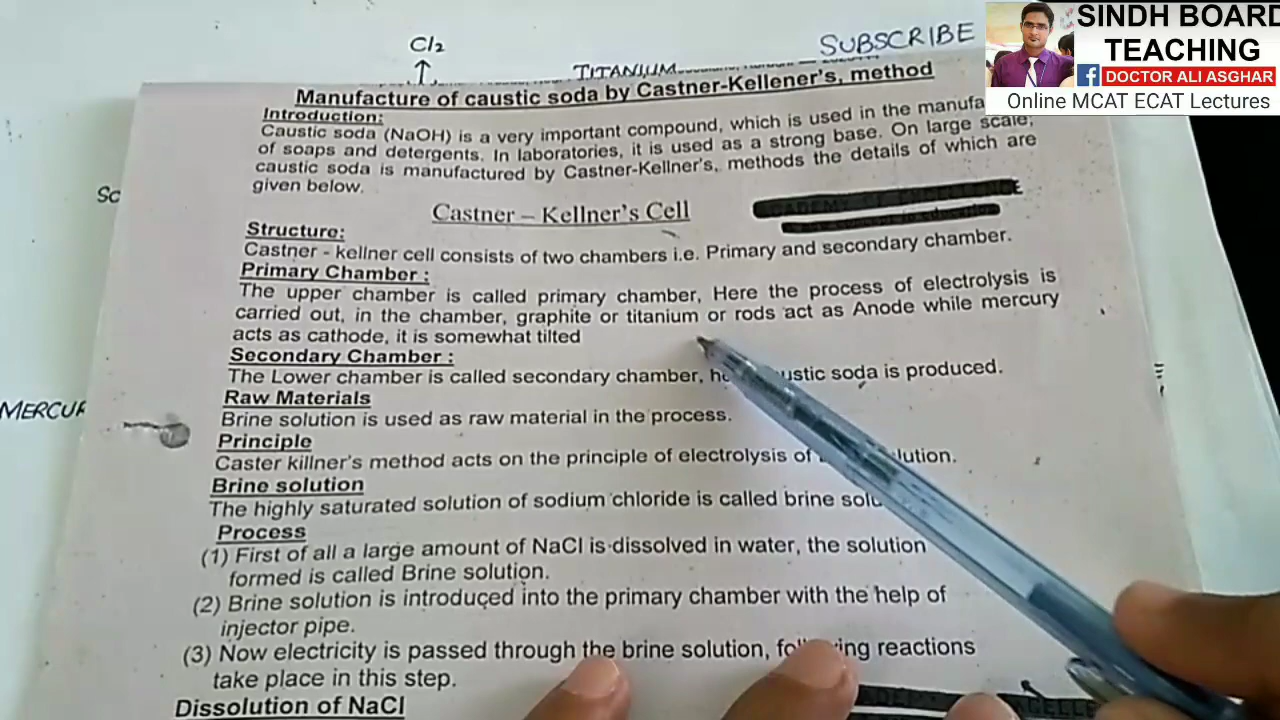 Cl2
SUBSCRIBE
TITANIUM
SINDH BOARD
TEACHING
DOCTOR ALI ASGHAR
Online MCAT ECAT Lectures
Manufacture of caustic soda by Castner-Kellener's, method
Introduction:
Caustic soda (NaOH) is a very important compound, which is used in the manufa
of soaps and detergents. In laboratories, it is used as a strong base. On large scale,
caustic soda is manufactured by Castner-Kellner's, methods the details of which are
given below.
Castner – Kellner's Cell
Structure:
Castner - kellner cell consists of two chambers i.e. Primary and secondary chamber.
Primary Chamber :
The upper chamber is called primary chamber, Here the process of electrolysis is
carried out, in the chamber, graphite or titanium or rods act as Anode while mercury
acts as cathode, it is somewhat tilted
Secondary Chamber :
The Lower chamber is called secondary chamber, he ustic soda is produced.
Raw Materials
Brine solution is used as raw material in the process.
MERCUR
Principle
Caster killner's method acts on the principle of electrolysis of lution.
Brine solution
The highly saturated solution of sodium chloride is called brine solu
Process
(1) First of all a large amount of NaCl is dissolved in water, the solution
formed is called Brine solution.
(2) Brine solution is introduced into the primary chamber with the help of
injector pipe.
(3) Now electricity is passed through the brine solution, following reactions
take place in this step.
Dissolution of NaCl